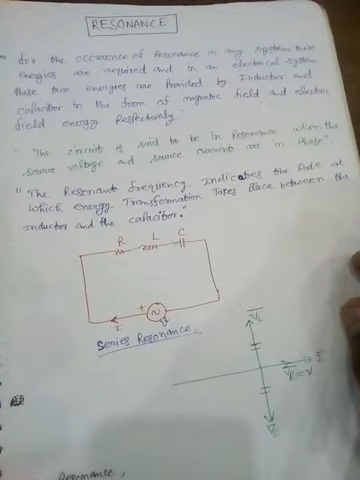 RESONANCE
" for the occurence of Resonance in any system two
energies are required and in an electrical system
these two energies are Provided by Inductor and
capacitor in the form of magnetic field and electric
field energy Respectively."
" The circuit is said to be in Resonance when the
source voltage and source current are in Phase".
" The Resonant frequency Indicates the Rate at
which energy Transformation Takes Place between the
Inductor and the capacitor."
R L C
+ ~
I V
Series Resonance.
VL
I
VR=V
VC
Resonance,